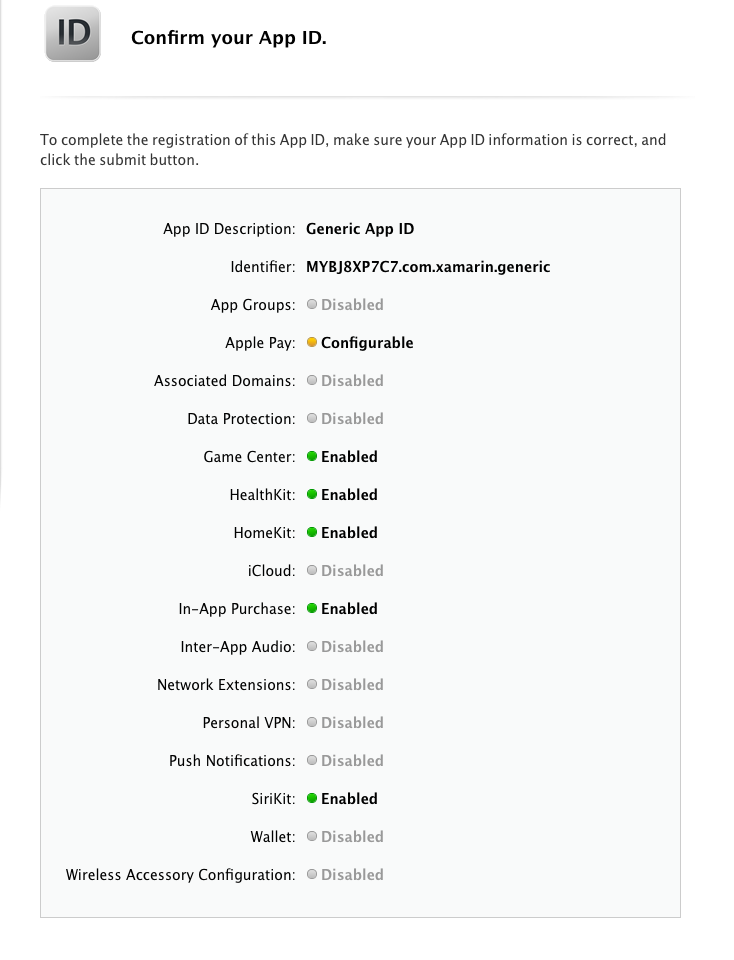 ID
Confirm your App ID.
To complete the registration of this App ID, make sure your App ID information is correct, and
click the submit button.
App ID Description: Generic App ID
Identifier: MYBJ8XP7C7.com.xamarin.generic
App Groups: Disabled
Apple Pay: Configurable
Associated Domains: Disabled
Data Protection: Disabled
Game Center: Enabled
HealthKit: Enabled
HomeKit: Enabled
iCloud: Disabled
In-App Purchase: Enabled
Inter-App Audio: Disabled
Network Extensions: Disabled
Personal VPN: Disabled
Push Notifications: Disabled
SiriKit: Enabled
Wallet: Disabled
Wireless Accessory Configuration: Disabled